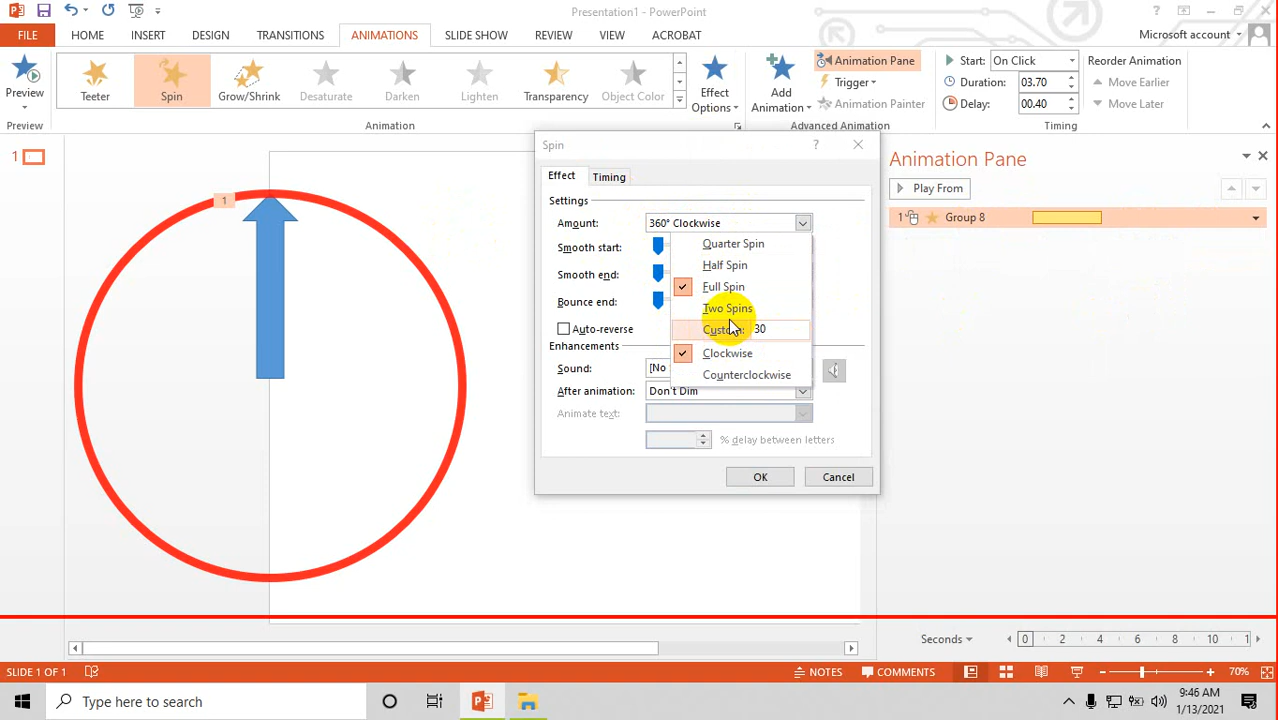 Presentation1 - PowerPoint
?
FILE
HOME
INSERT
DESIGN
TRANSITIONS
ANIMATIONS
SLIDE SHOW
REVIEW
VIEW
ACROBAT
Microsoft account
Preview
Teeter
Spin
Grow/Shrink
Desaturate
Darken
Lighten
Transparency
Object Color
Effect
Options
Add
Animation
Animation Pane
Trigger
Animation Painter
Start: On Click
Duration: 03.70
Delay: 00.40
Reorder Animation
Move Earlier
Move Later
Preview
Animation
Advanced Animation
Timing
1
1
Spin
?
Effect
Timing
Settings
Amount: 360° Clockwise
Smooth start:
Smooth end:
Bounce end:
Auto-reverse
Quarter Spin
Half Spin
Full Spin
Two Spins
Custom: 30
Clockwise
Counterclockwise
Enhancements
Sound: [No
After animation: Don't Dim
Animate text:
% delay between letters
OK
Cancel
Animation Pane
Play From
1 Group 8
Seconds
0 2 4 6 8 10 1
SLIDE 1 OF 1
NOTES
COMMENTS
70%
Type here to search
9:46 AM
1/13/2021